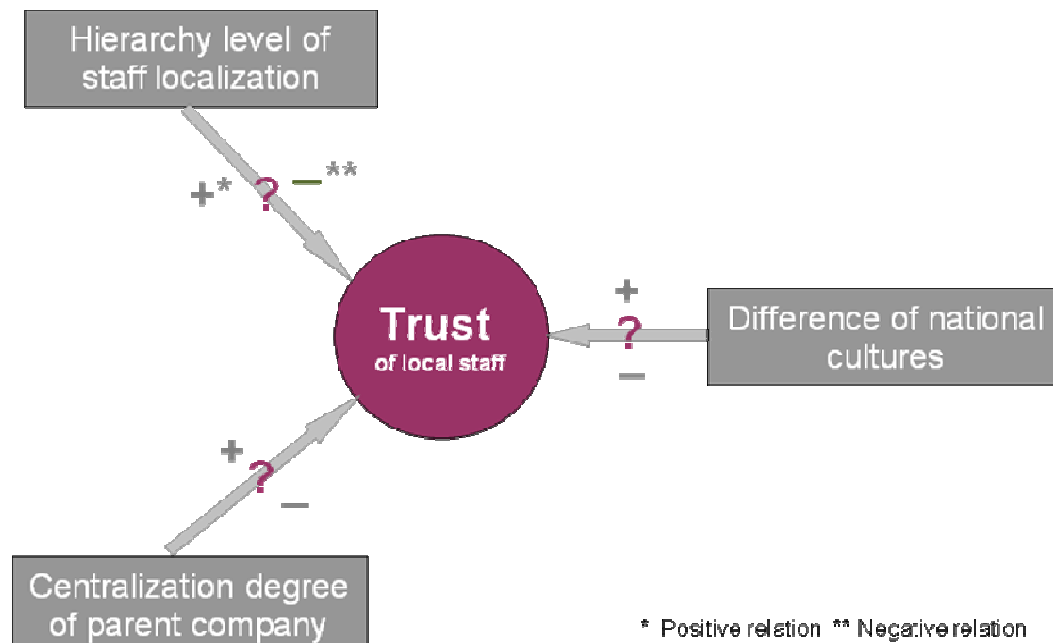 Hierarchy level of
staff localization
+* ? −**
Trust
of local staff
+
?
−
Difference of national
cultures
+ ? −
Centralization degree
of parent company
* Positive relation ** Negative relation